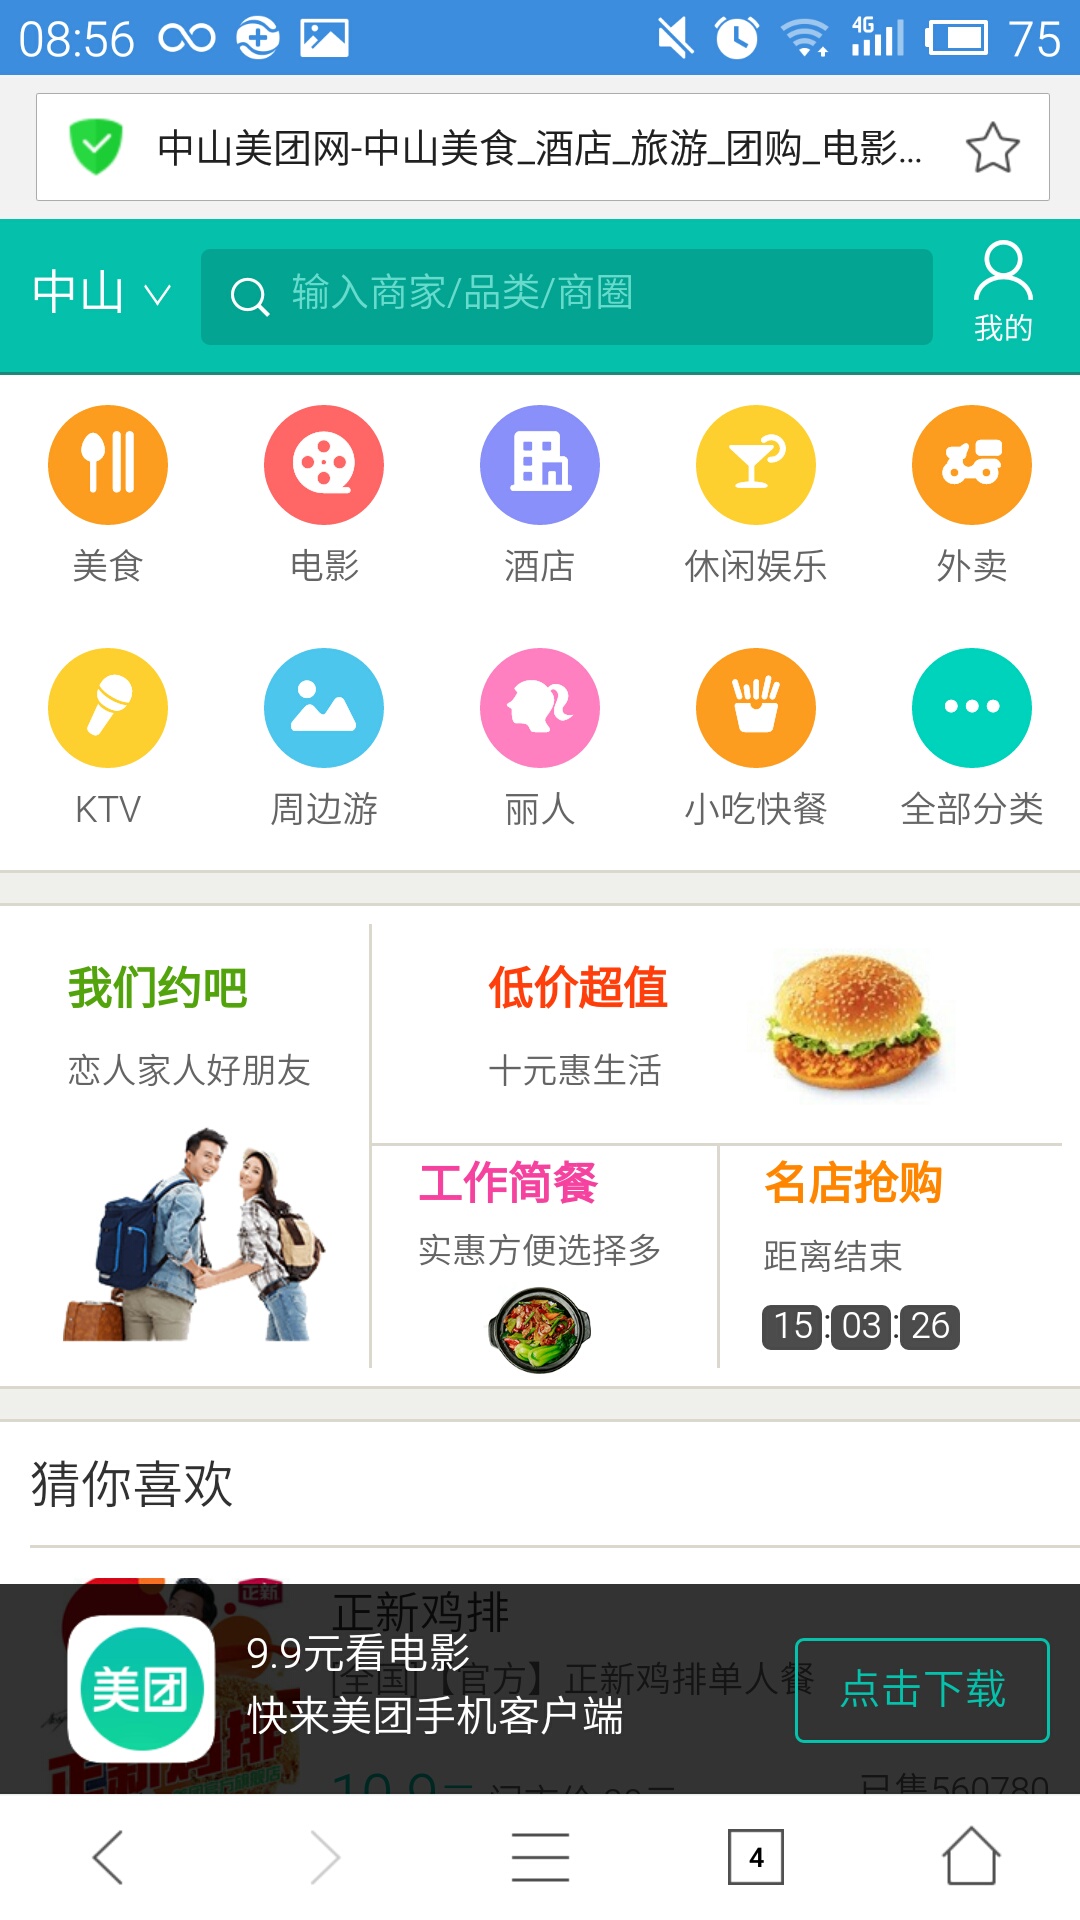 08:56
4G
75
中山美团网-中山美食_酒店_旅游_团购_电影...
中山
输入商家/品类/商圈
我的
美食
电影
酒店
休闲娱乐
外卖
KTV
周边游
丽人
小吃快餐
全部分类
我们约吧
恋人家人好朋友
低价超值
十元惠生活
工作简餐
实惠方便选择多
名店抢购
距离结束
15:03:26
猜你喜欢
正新
正新鸡排
[全国]【官方】正新鸡排单人餐
美团
9.9元看电影
快来美团手机客户端
点击下载
正新鸡排
10.9元
已售560780
4